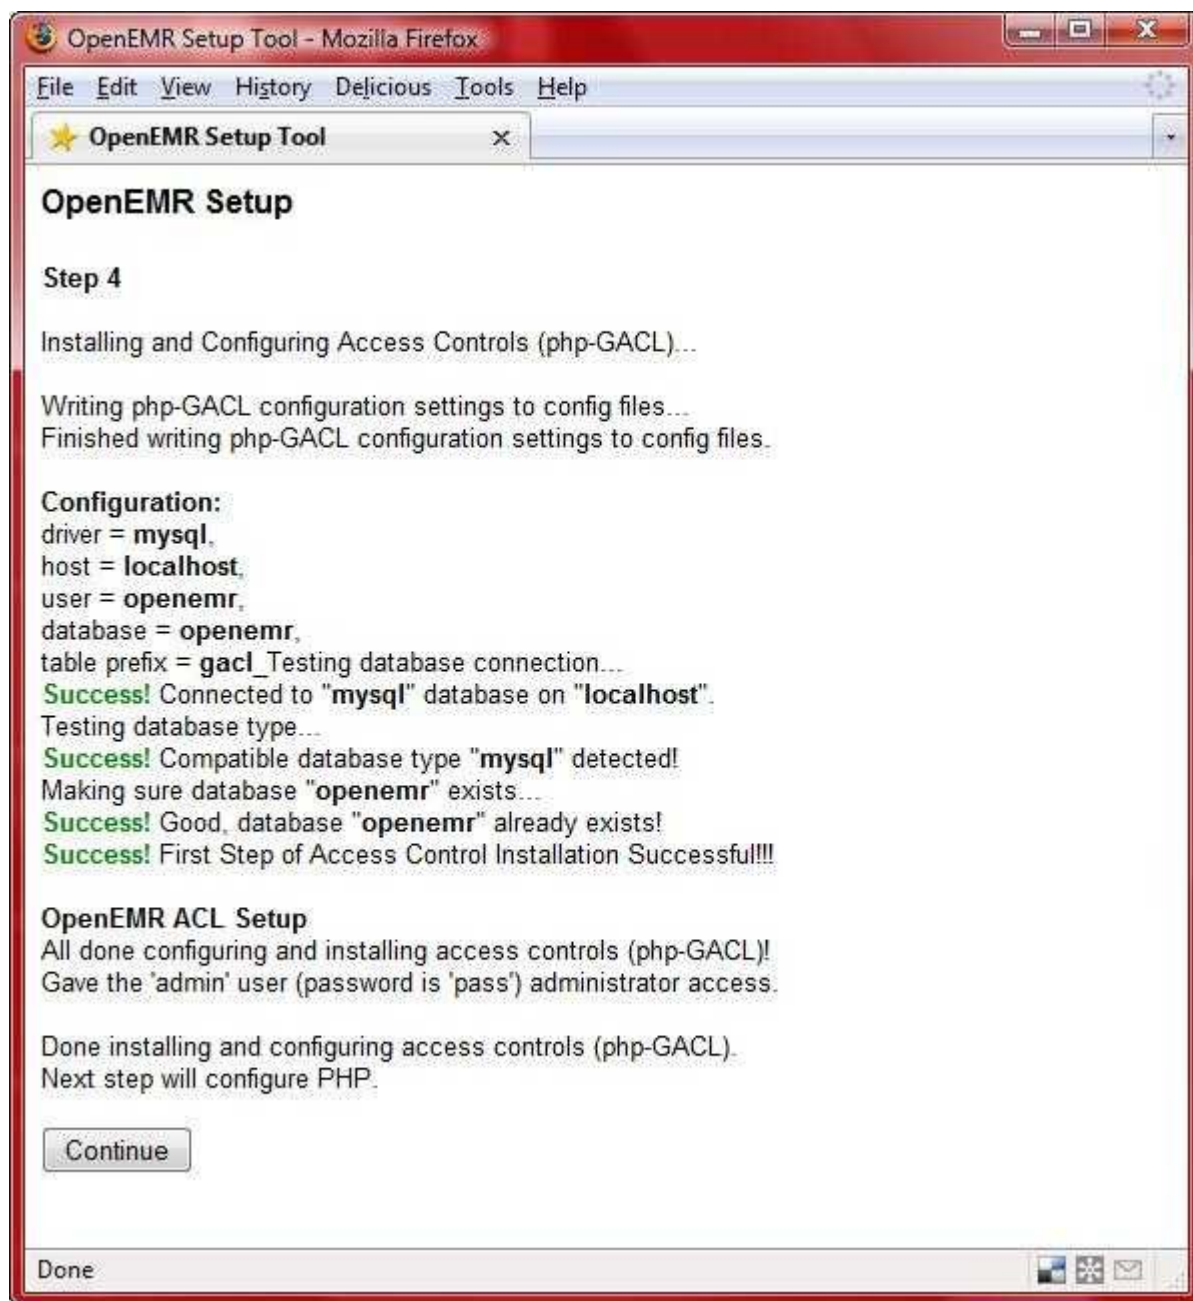 OpenEMR Setup Tool - Mozilla Firefox
File Edit View History Delicious Tools Help
OpenEMR Setup Tool
OpenEMR Setup
Step 4
Installing and Configuring Access Controls (php-GACL)...
Writing php-GACL configuration settings to config files...
Finished writing php-GACL configuration settings to config files.
Configuration:
driver = mysql,
host = localhost,
user = openemr,
database = openemr,
table prefix = gacl_Testing database connection...
Success! Connected to "mysql" database on "localhost".
Testing database type...
Success! Compatible database type "mysql" detected!
Making sure database "openemr" exists...
Success! Good, database "openemr" already exists!
Success! First Step of Access Control Installation Successful!!!
OpenEMR ACL Setup
All done configuring and installing access controls (php-GACL)!
Gave the 'admin' user (password is 'pass') administrator access.
Done installing and configuring access controls (php-GACL).
Next step will configure PHP.
Continue
Done